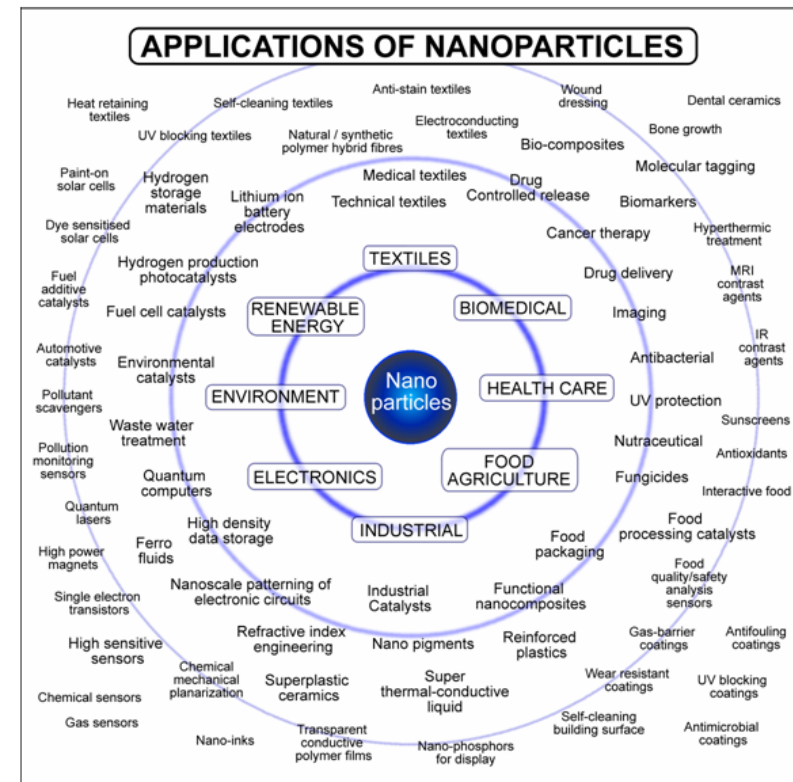 APPLICATIONS OF NANOPARTICLES
Anti-stain textiles
Wound
dressing
Heat retaining
textiles
Self-cleaning textiles
Dental ceramics
UV blocking textiles
Natural / synthetic
polymer hybrid fibres
Electroconducting
textiles
Bio-composites
Bone growth
Paint-on
solar cells
Hydrogen
storage
materials
Lithium ion
battery
electrodes
Medical textiles
Technical textiles
Drug
Controlled release
Molecular tagging
Biomarkers
Dye sensitised
solar cells
Cancer therapy
Hyperthermic
treatment
TEXTILES
Hydrogen production
photocatalysts
Drug delivery
Fuel
additive
catalysts
MRI
contrast
agents
Fuel cell catalysts
RENEWABLE
ENERGY
BIOMEDICAL
Imaging
Automotive
catalysts
Environmental
catalysts
Antibacterial
IR
contrast
agents
Pollutant
scavengers
ENVIRONMENT
Nano
particles
HEALTH CARE
UV protection
Sunscreens
Waste water
treatment
Nutraceutical
Antioxidants
Pollution
monitoring
sensors
Quantum
computers
ELECTRONICS
FOOD
AGRICULTURE
Fungicides
Interactive food
Quantum
lasers
High density
data storage
INDUSTRIAL
Food
processing catalysts
High power
magnets
Ferro
fluids
Food
packaging
Food
quality/safety
analysis
sensors
Single electron
transistors
Nanoscale patterning of
electronic circuits
Industrial
Catalysts
Functional
nanocomposites
High sensitive
sensors
Refractive index
engineering
Nano pigments
Reinforced
plastics
Gas-barrier
coatings
Antifouling
coatings
Chemical
mechanical
planarization
Superplastic
ceramics
Super
thermal-conductive
liquid
Wear resistant
coatings
UV blocking
coatings
Chemical sensors
Gas sensors
Nano-inks
Transparent
conductive
polymer films
Nano-phosphors
for display
Self-cleaning
building surface
Antimicrobial
coatings